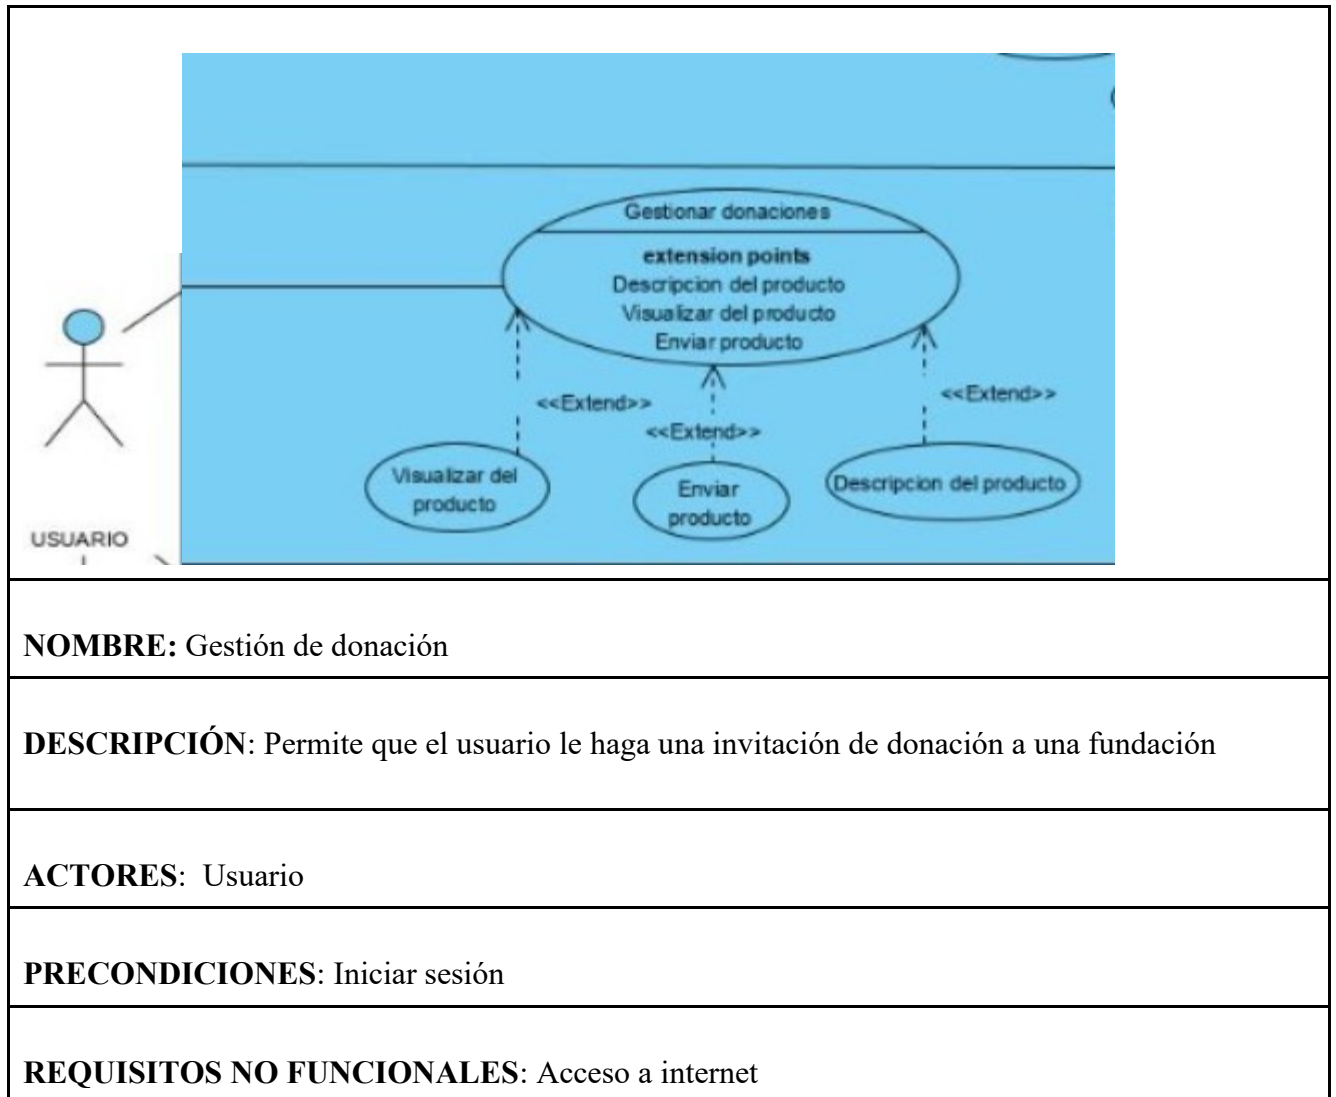 Gestionar donaciones
extension points
Descripcion del producto
Visualizar del producto
Enviar producto
<<Extend>>
<<Extend>>
<<Extend>>
Visualizar del
producto
Enviar
producto
Descripcion del producto
USUARIO
NOMBRE: Gestión de donación
DESCRIPCIÓN: Permite que el usuario le haga una invitación de donación a una fundación
ACTORES: Usuario
PRECONDICIONES: Iniciar sesión
REQUISITOS NO FUNCIONALES: Acceso a internet